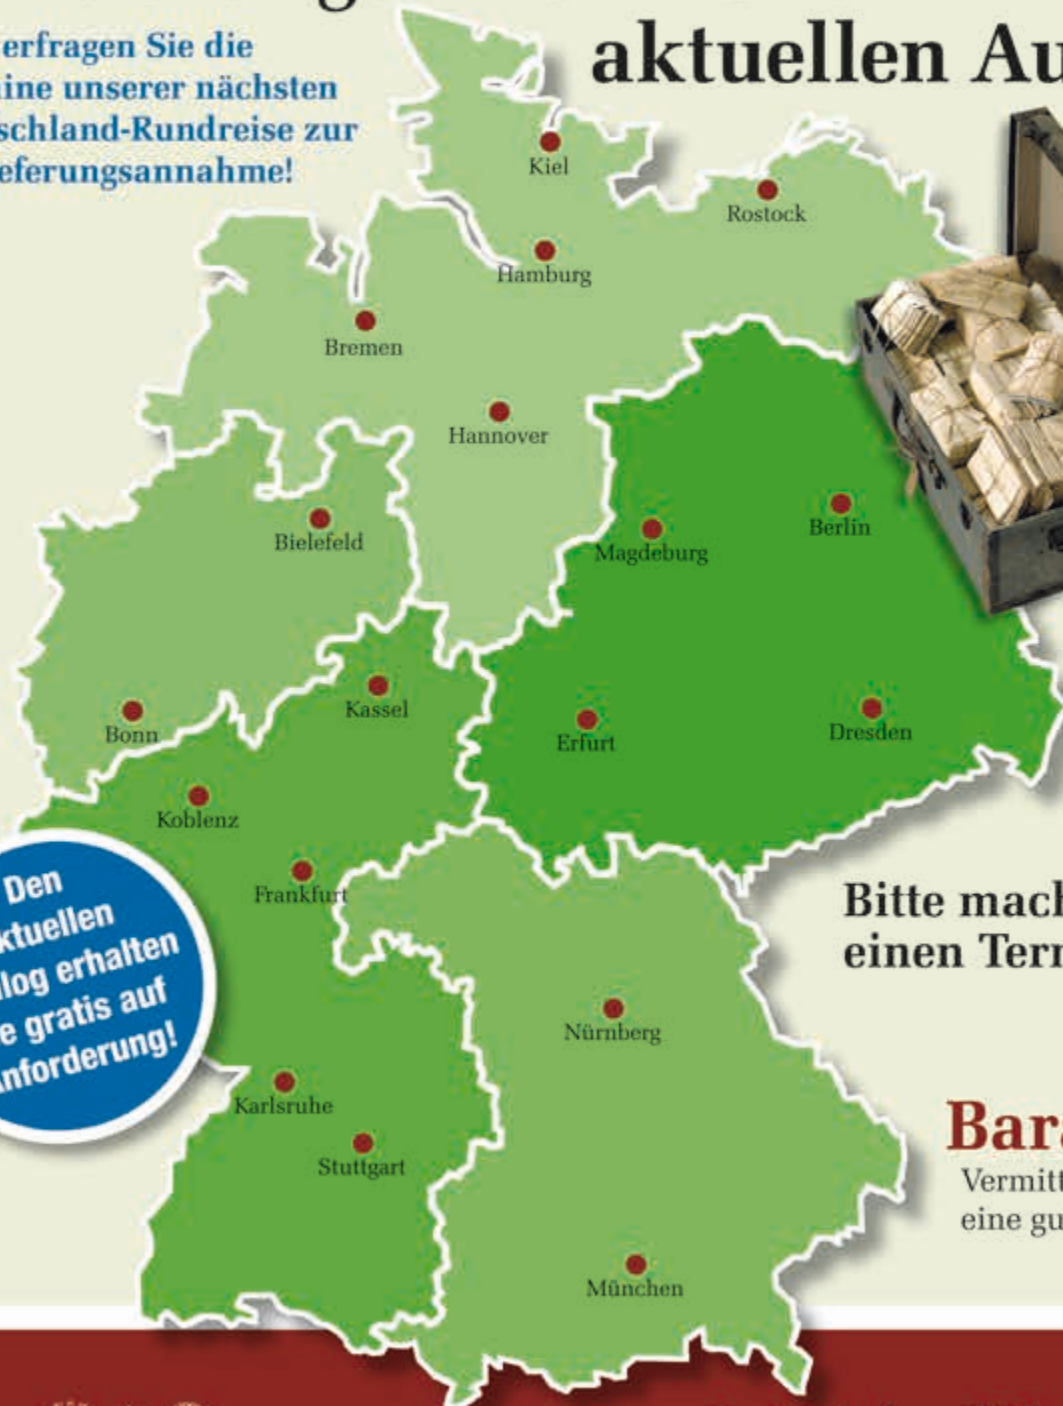 erfragen Sie die
aktuellen Au
ine unserer nächsten
schland-Rundreise zur
eferungsannahme!
Kiel
Rostock
Hamburg
Bremen
Hannover
Bielefeld
Magdeburg
Berlin
Kassel
Bonn
Erfurt
Dresden
Koblenz
Frankfurt
Den
ktuellen
log erhalten
e gratis auf
nforderung!
Bitte mach
einen Tern
Nürnberg
Karlsruhe
Stuttgart
Bara
Vermitt
eine gu
München